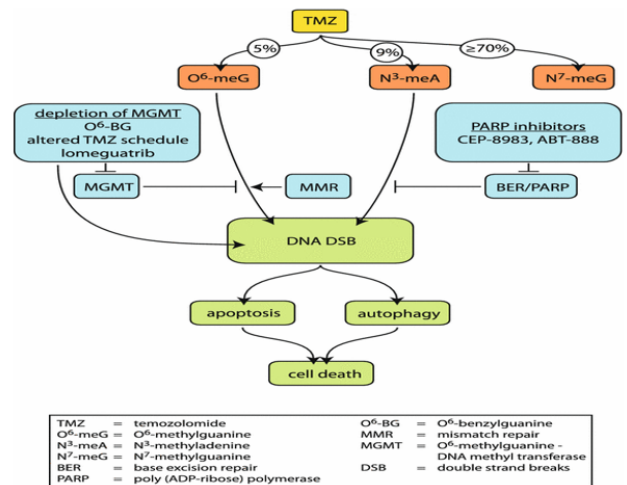 TMZ
5%
9%
≥70%
O⁶-meG
N³-meA
N⁷-meG
depletion of MGMT
O⁶-BG
altered TMZ schedule
lomeguatrib
PARP inhibitors
CEP-8983, ABT-888
MGMT
MMR
BER/PARP
DNA DSB
apoptosis
autophagy
cell death
TMZ = temozolomide
O⁶-meG = O⁶-methylguanine
N³-meA = N³-methyladenine
N⁷-meG = N⁷-methylguanine
BER = base excision repair
PARP = poly (ADP-ribose) polymerase
O⁶-BG = O⁶-benzylguanine
MMR = mismatch repair
MGMT = O⁶-methylguanine -
DNA methyl transferase
DSB = double strand breaks